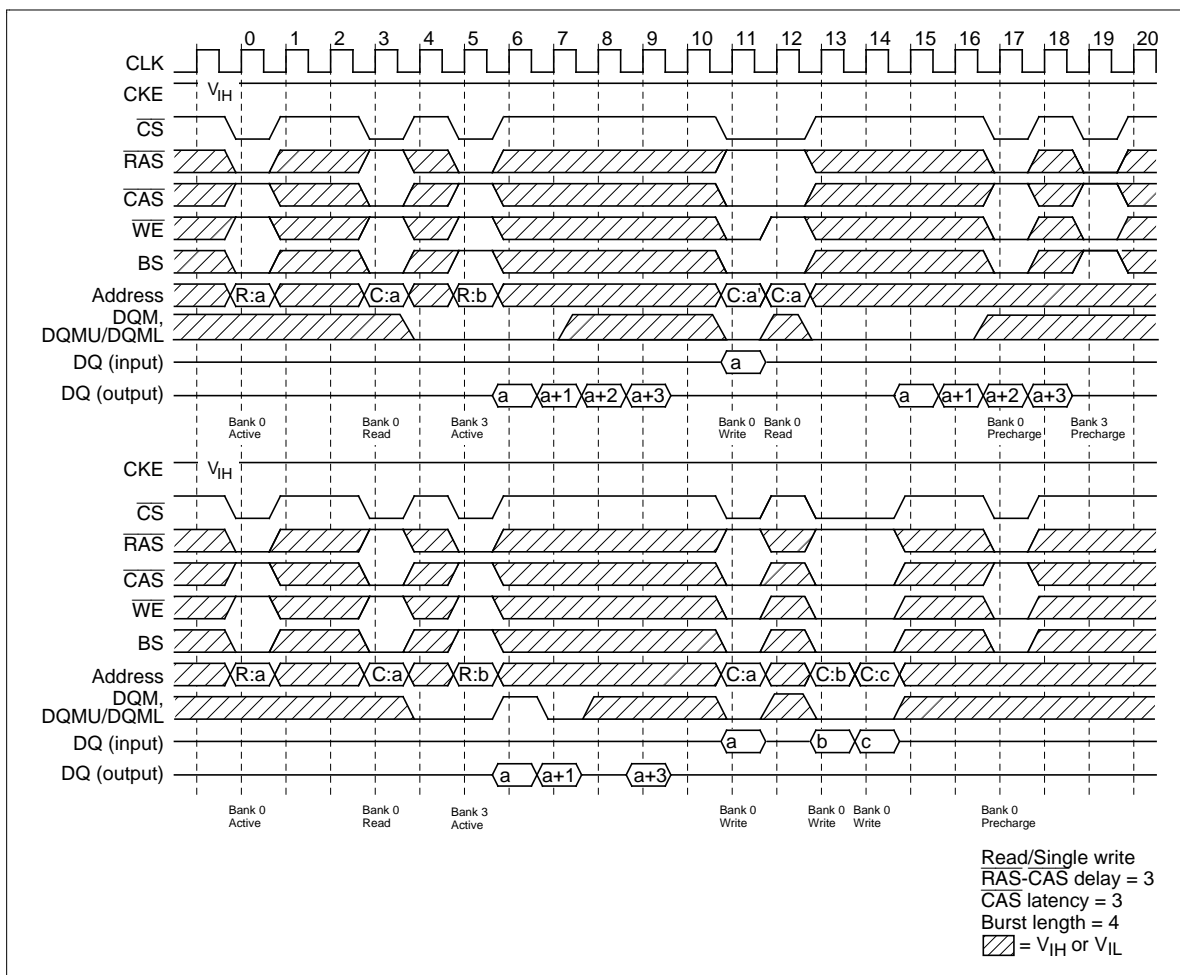 0 1 2 3 4 5 6 7 8 9 10 11 12 13 14 15 16 17 18 19 20
CLK
CKE VIH
CS
RAS
CAS
WE
BS
Address R:a C:a R:b C:a' C:a
DQM,
DQMU/DQML
DQ (input) a
DQ (output) a a+1 a+2 a+3 a a+1 a+2 a+3
Bank 0 Bank 0 Bank 3 Bank 0 Bank 0 Bank 0 Bank 3
Active Read Active Write Read Precharge Precharge
CKE VIH
CS
RAS
CAS
WE
BS
Address R:a C:a R:b C:a C:b C:c
DQM,
DQMU/DQML
DQ (input) a b c
DQ (output) a a+1 a+3
Bank 0 Bank 0 Bank 3 Bank 0 Bank 0 Bank 0 Bank 0
Active Read Active Write Write Write Precharge
Read/Single write
RAS-CAS delay = 3
CAS latency = 3
Burst length = 4
= VIH or VIL